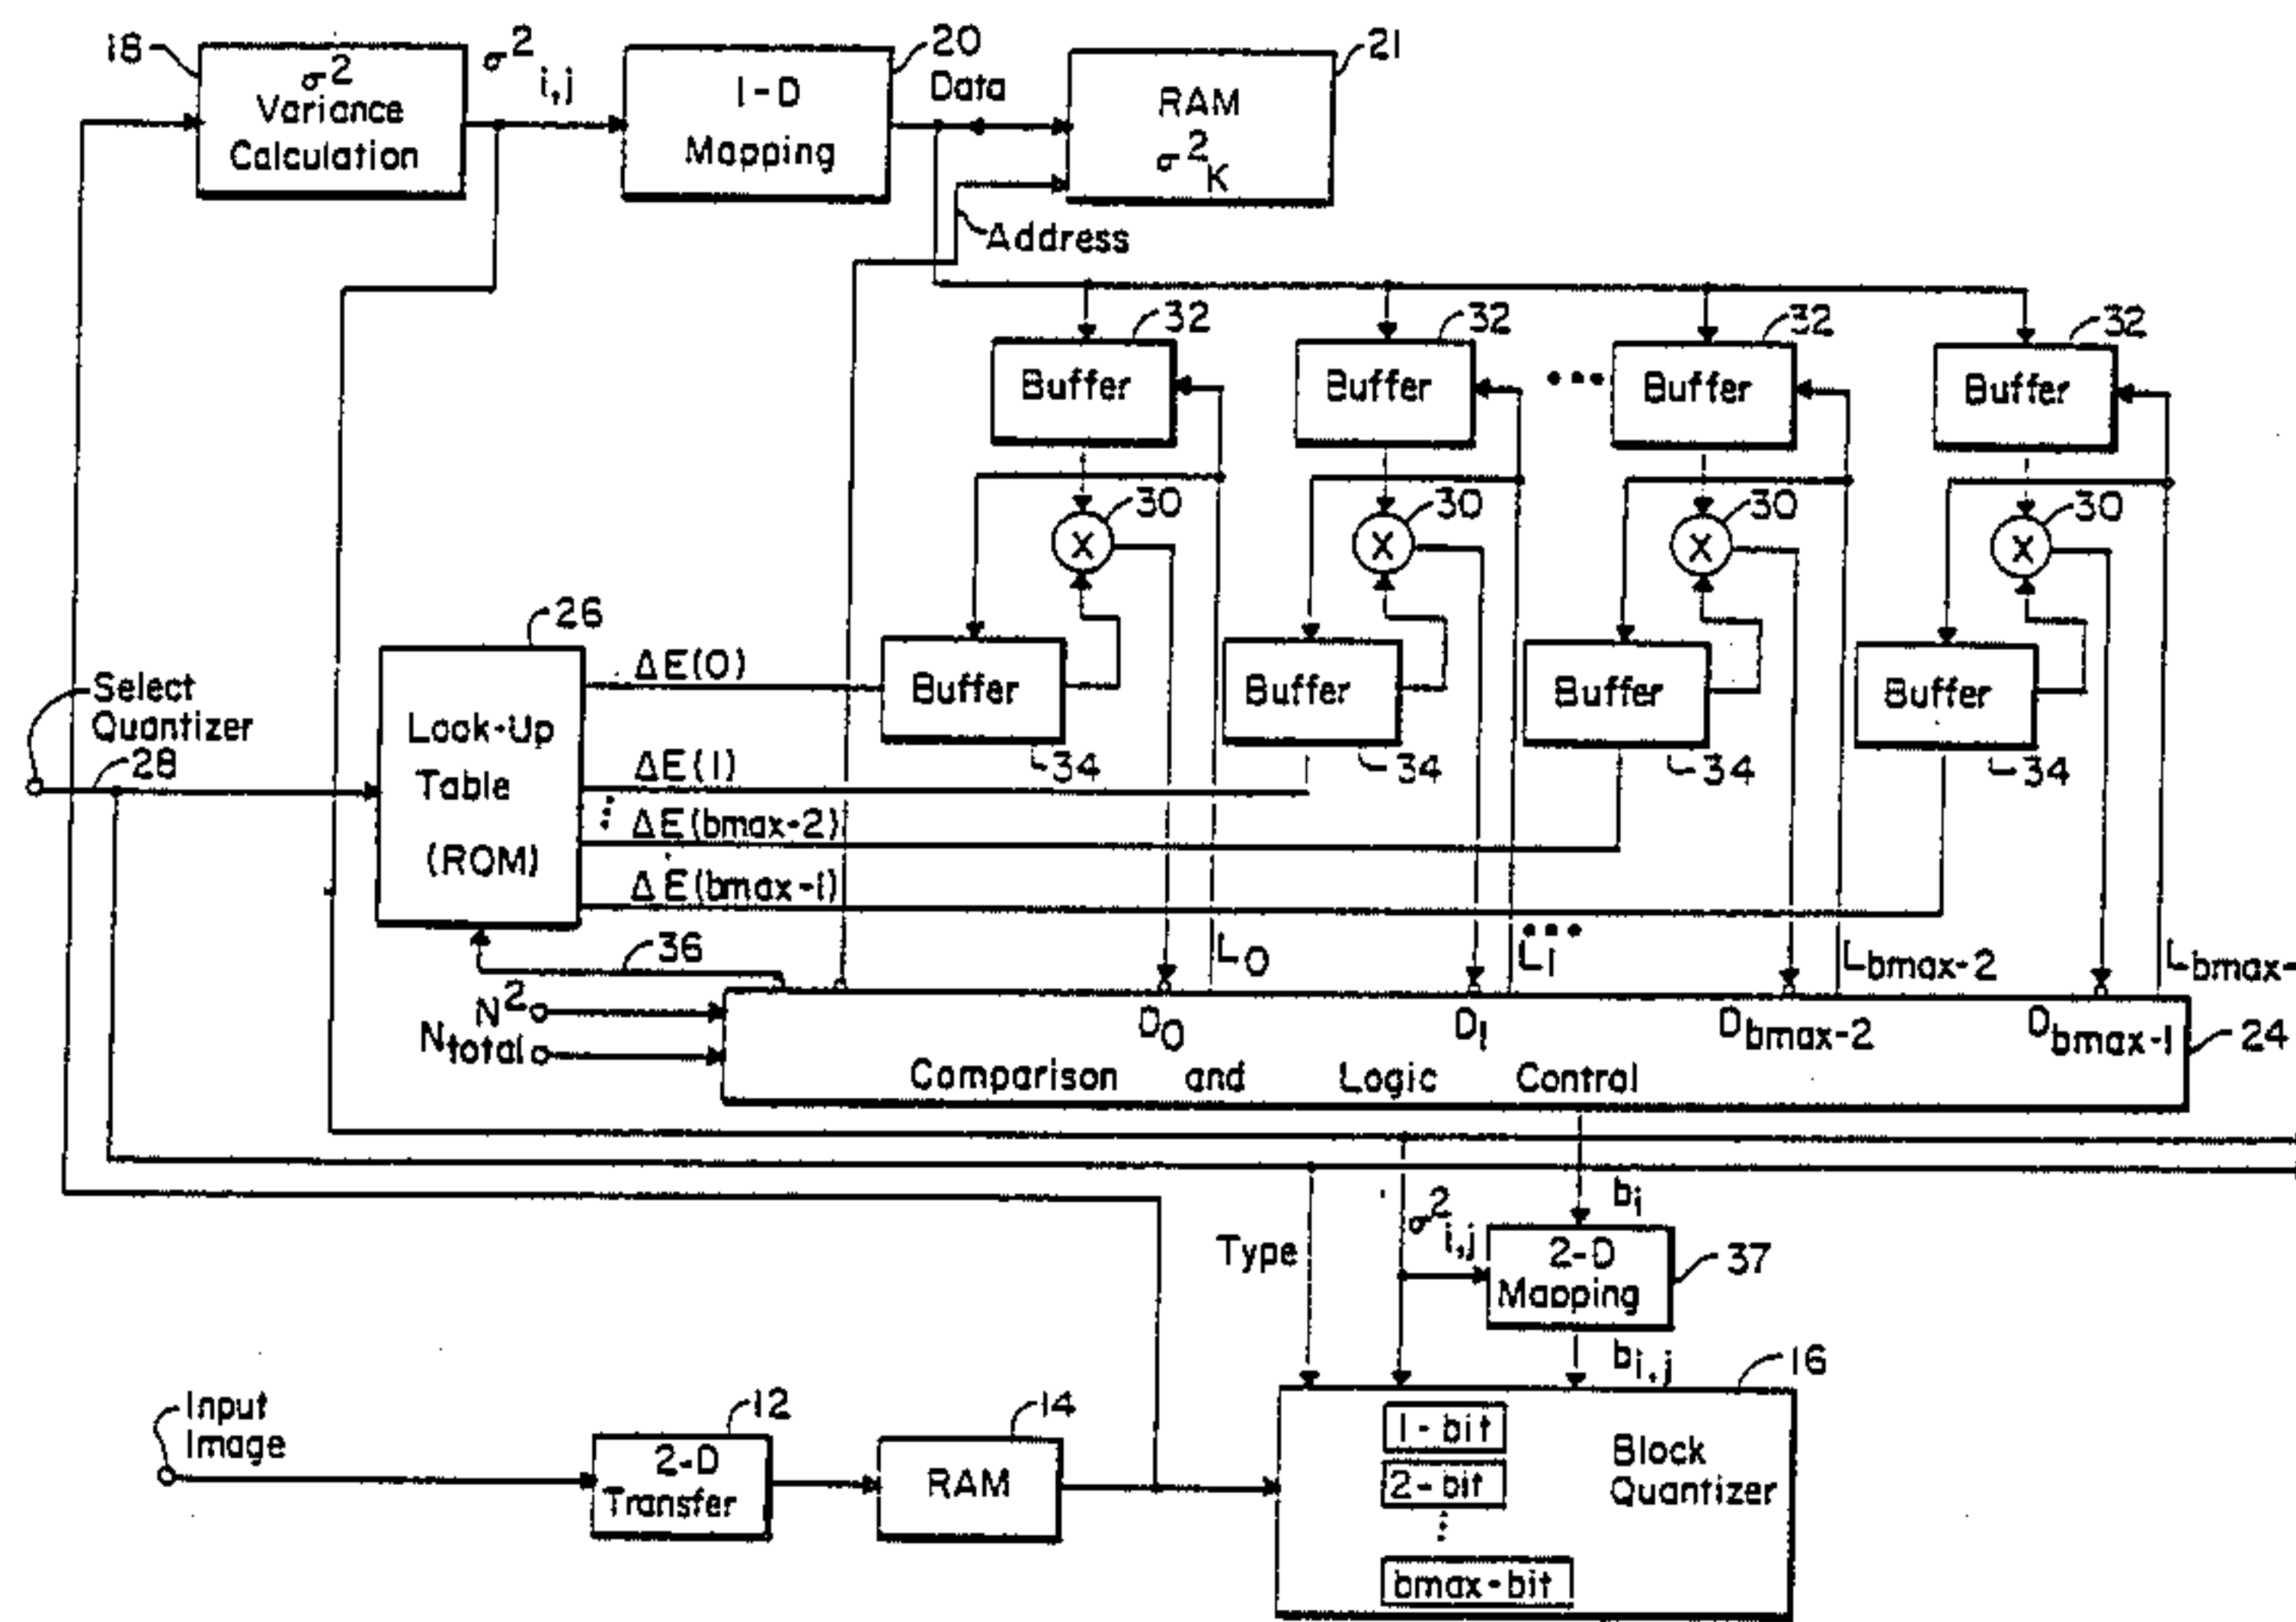 18
σ²
Variance
Calculation
σ²i,j
1-D
Mapping
20
Data
RAM
σ²K
21
Address
Buffer
32
Buffer
32
•••
Buffer
32
Buffer
32
X
30
X
30
X
30
X
30
Select
Quantizer
28
26
Look-Up
Table
(ROM)
ΔE(0)
ΔE(1)
⋮
ΔE(bmax-2)
ΔE(bmax-1)
Buffer
34
Buffer
34
Buffer
34
Buffer
34
36
L0
L1
•••
Lbmax-2
Lbmax-
N²
Ntotal
D0
D1
Dbmax-2
Dbmax-1
24
Comparison and Logic Control
Type
σ²i,j
bi
2-D
Mapping
37
bi,j
Input
Image
12
2-D
Transfer
14
RAM
16
1-bit
2-bit
⋮
bmax-bit
Block
Quantizer